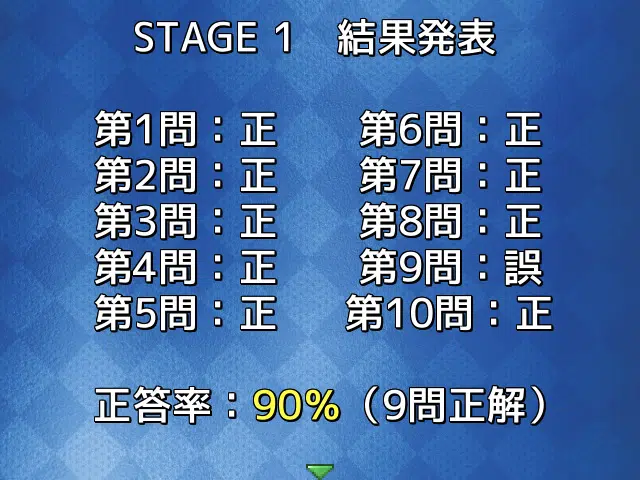 STAGE 1　結果発表
第1問：正　第6問：正
第2問：正　第7問：正
第3問：正　第8問：正
第4問：正　第9問：誤
第5問：正　第10問：正
正答率：90%（9問正解）